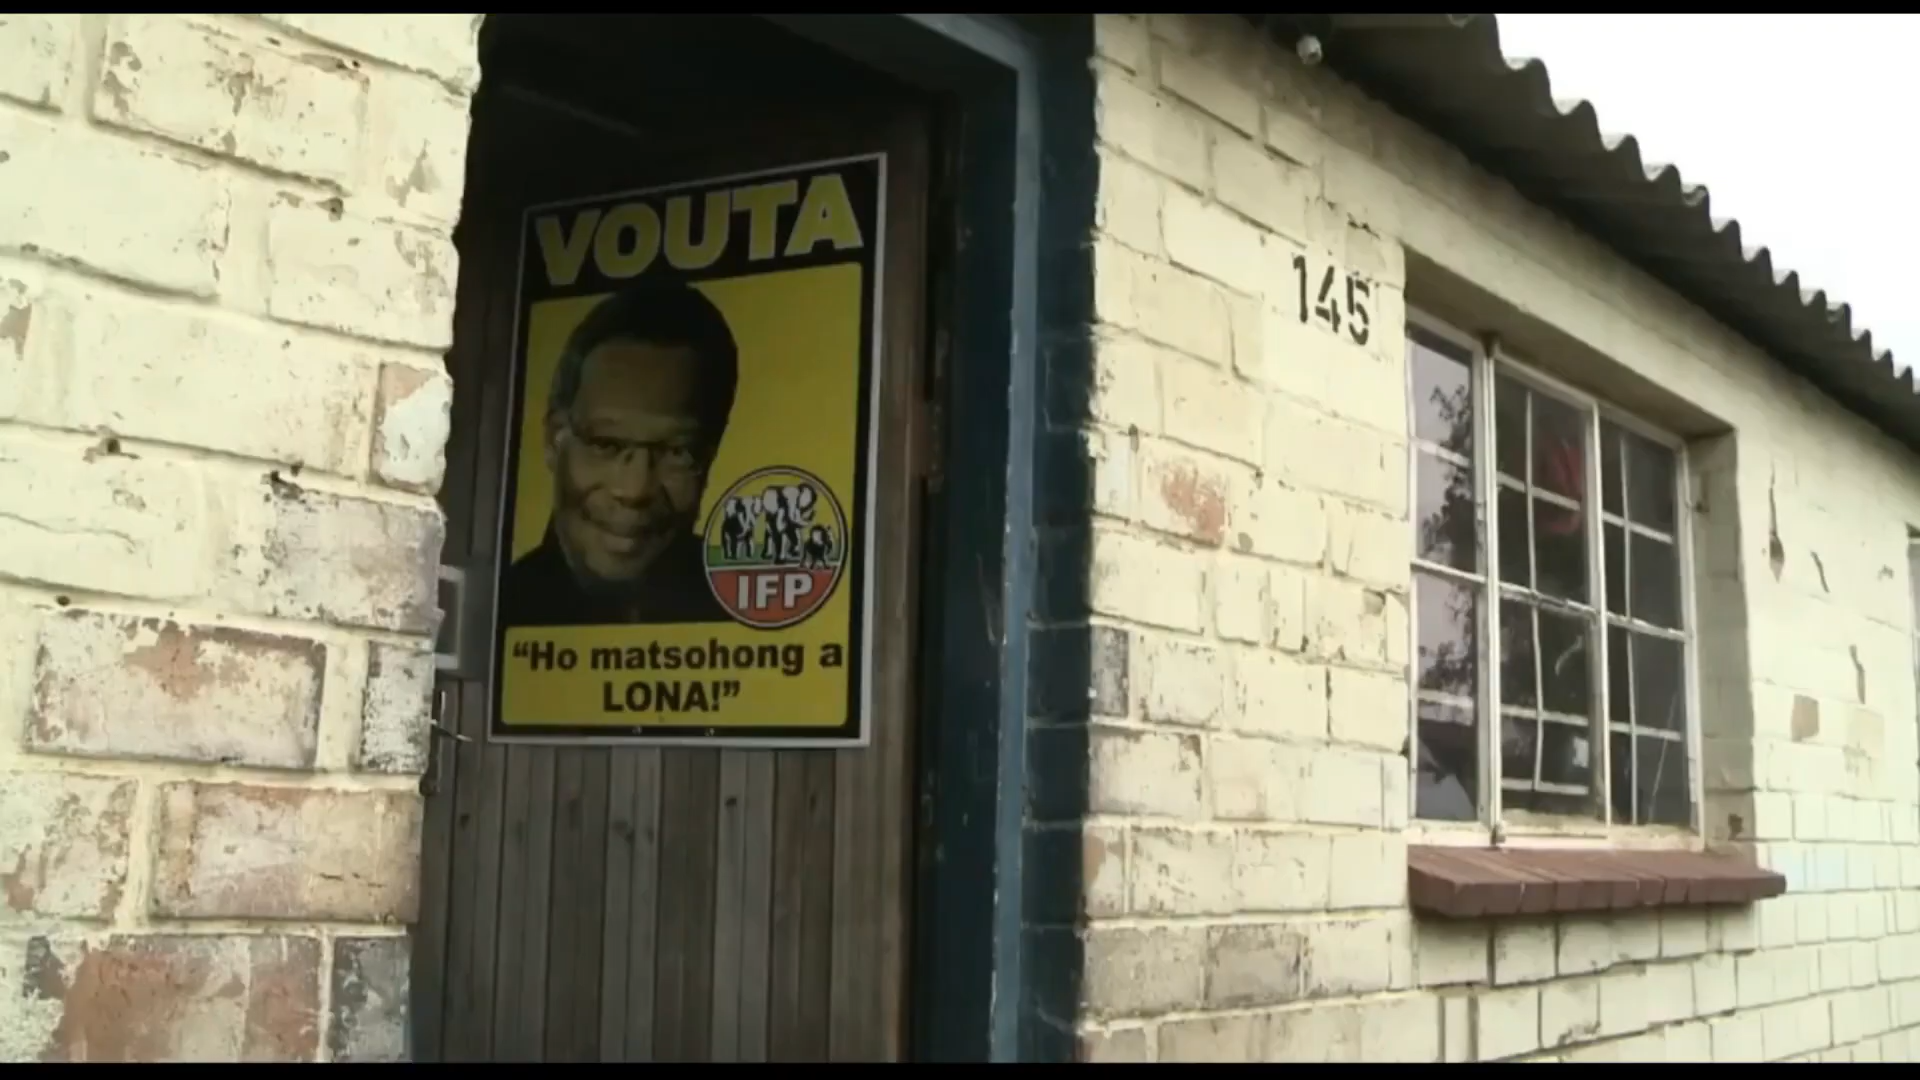 VOUTA
IFP
“Ho matsohong a
LONA!”
145